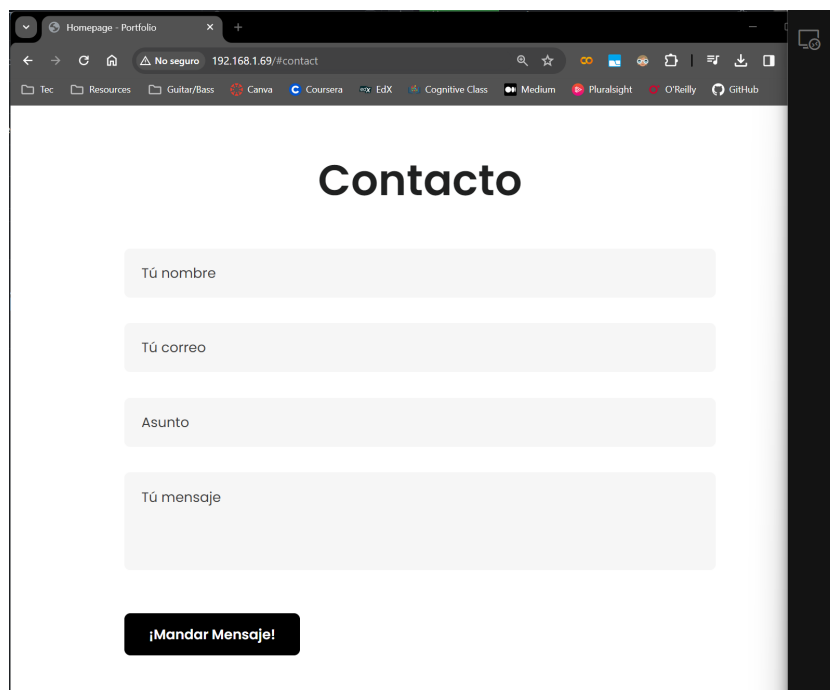 Homepage - Portfolio
No seguro 192.168.1.69/#contact
Tec Resources Guitar/Bass Canva Coursera edX EdX Cognitive Class Medium Pluralsight O'Reilly GitHub
Contacto
Tú nombre
Tú correo
Asunto
Tú mensaje
¡Mandar Mensaje!